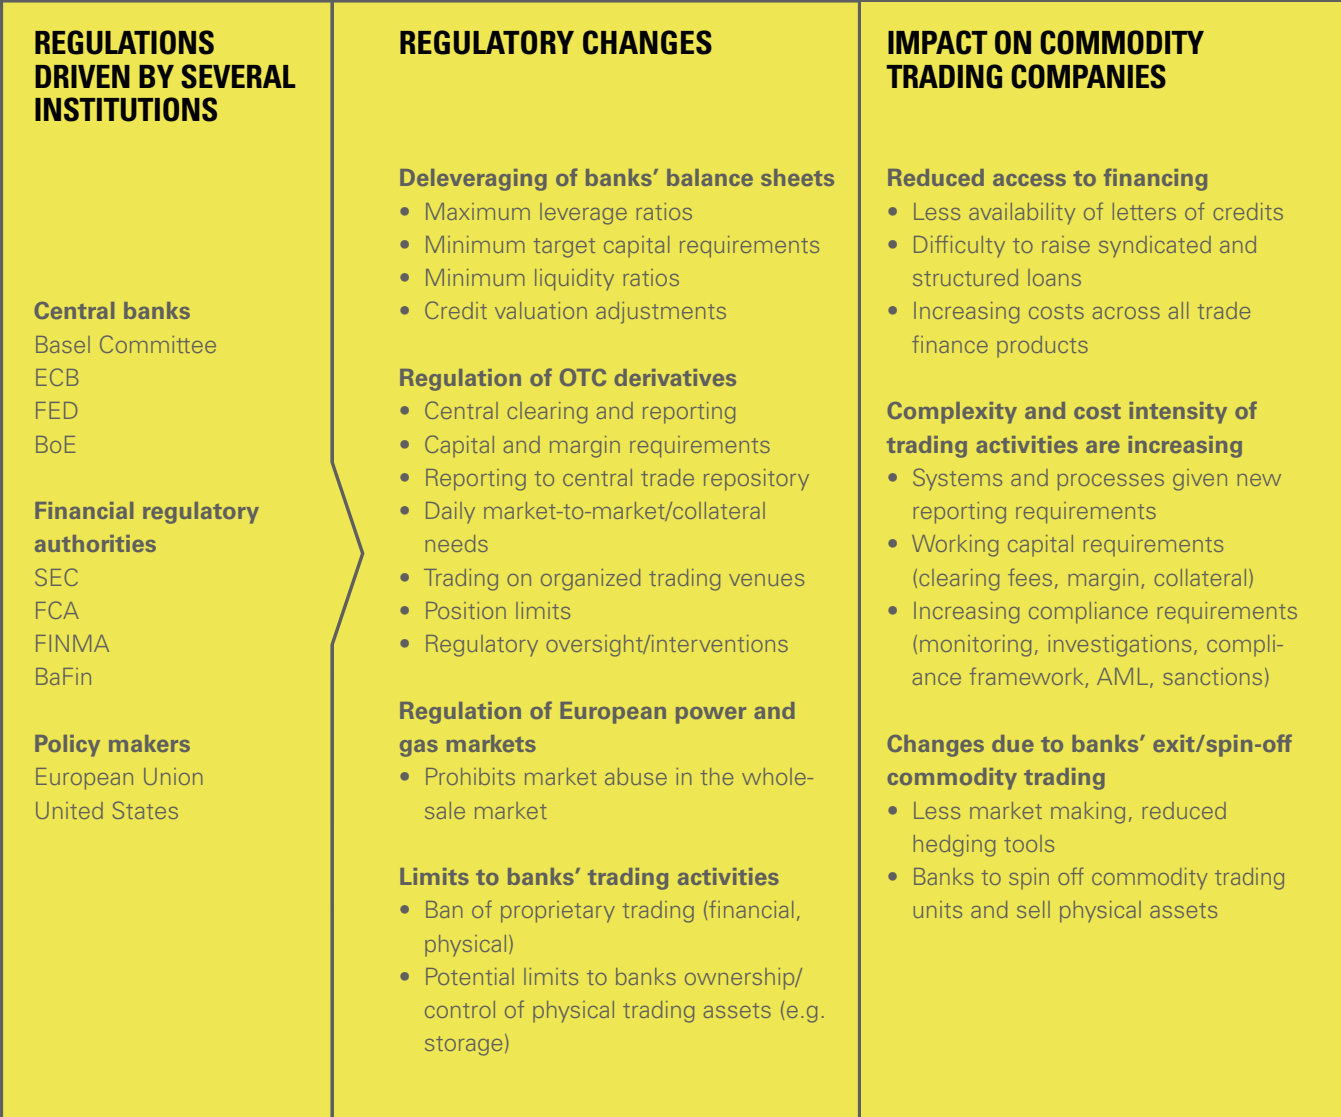 REGULATIONS
DRIVEN BY SEVERAL
INSTITUTIONS
Central banks
Basel Committee
ECB
FED
BoE
Financial regulatory
authorities
SEC
FCA
FINMA
BaFin
Policy makers
European Union
United States
REGULATORY CHANGES
Deleveraging of banks’ balance sheets
• Maximum leverage ratios
• Minimum target capital requirements
• Minimum liquidity ratios
• Credit valuation adjustments
Regulation of OTC derivatives
• Central clearing and reporting
• Capital and margin requirements
• Reporting to central trade repository
• Daily market-to-market/collateral
needs
• Trading on organized trading venues
• Position limits
• Regulatory oversight/interventions
Regulation of European power and
gas markets
• Prohibits market abuse in the whole-
sale market
Limits to banks’ trading activities
• Ban of proprietary trading (financial,
physical)
• Potential limits to banks ownership/
control of physical trading assets (e.g.
storage)
IMPACT ON COMMODITY
TRADING COMPANIES
Reduced access to financing
• Less availability of letters of credits
• Difficulty to raise syndicated and
structured loans
• Increasing costs across all trade
finance products
Complexity and cost intensity of
trading activities are increasing
• Systems and processes given new
reporting requirements
• Working capital requirements
(clearing fees, margin, collateral)
• Increasing compliance requirements
(monitoring, investigations, compli-
ance framework, AML, sanctions)
Changes due to banks’ exit/spin-off
commodity trading
• Less market making, reduced
hedging tools
• Banks to spin off commodity trading
units and sell physical assets